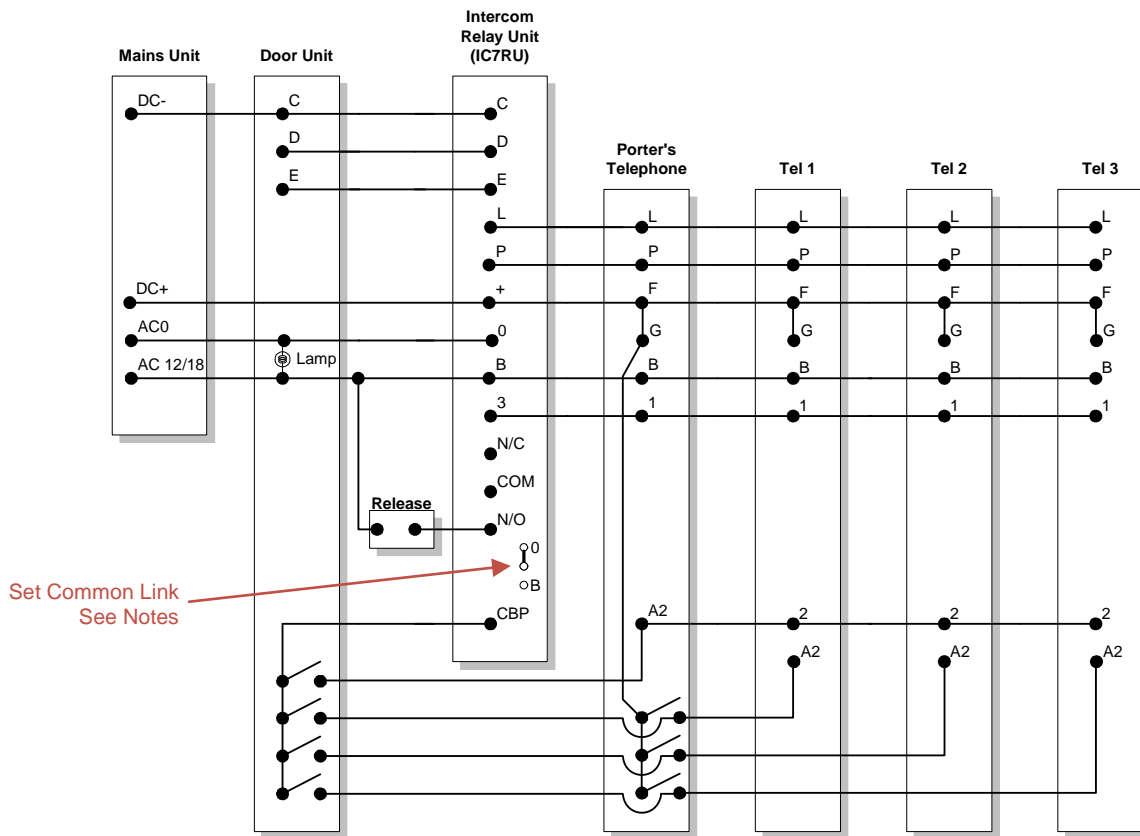 Intercom
Relay Unit
(IC7RU)
Mains Unit
Door Unit
Porter's
Telephone
Tel 1
Tel 2
Tel 3
DC-
C
C
D
D
E
E
L
L
L
L
L
P
P
P
P
P
DC+
+
F
F
F
F
AC0
0
G
G
G
G
Lamp
AC 12/18
B
B
B
B
B
3
1
1
1
1
N/C
COM
Release
N/O
0
B
Set Common Link
See Notes
CBP
A2
2
2
2
A2
A2
A2